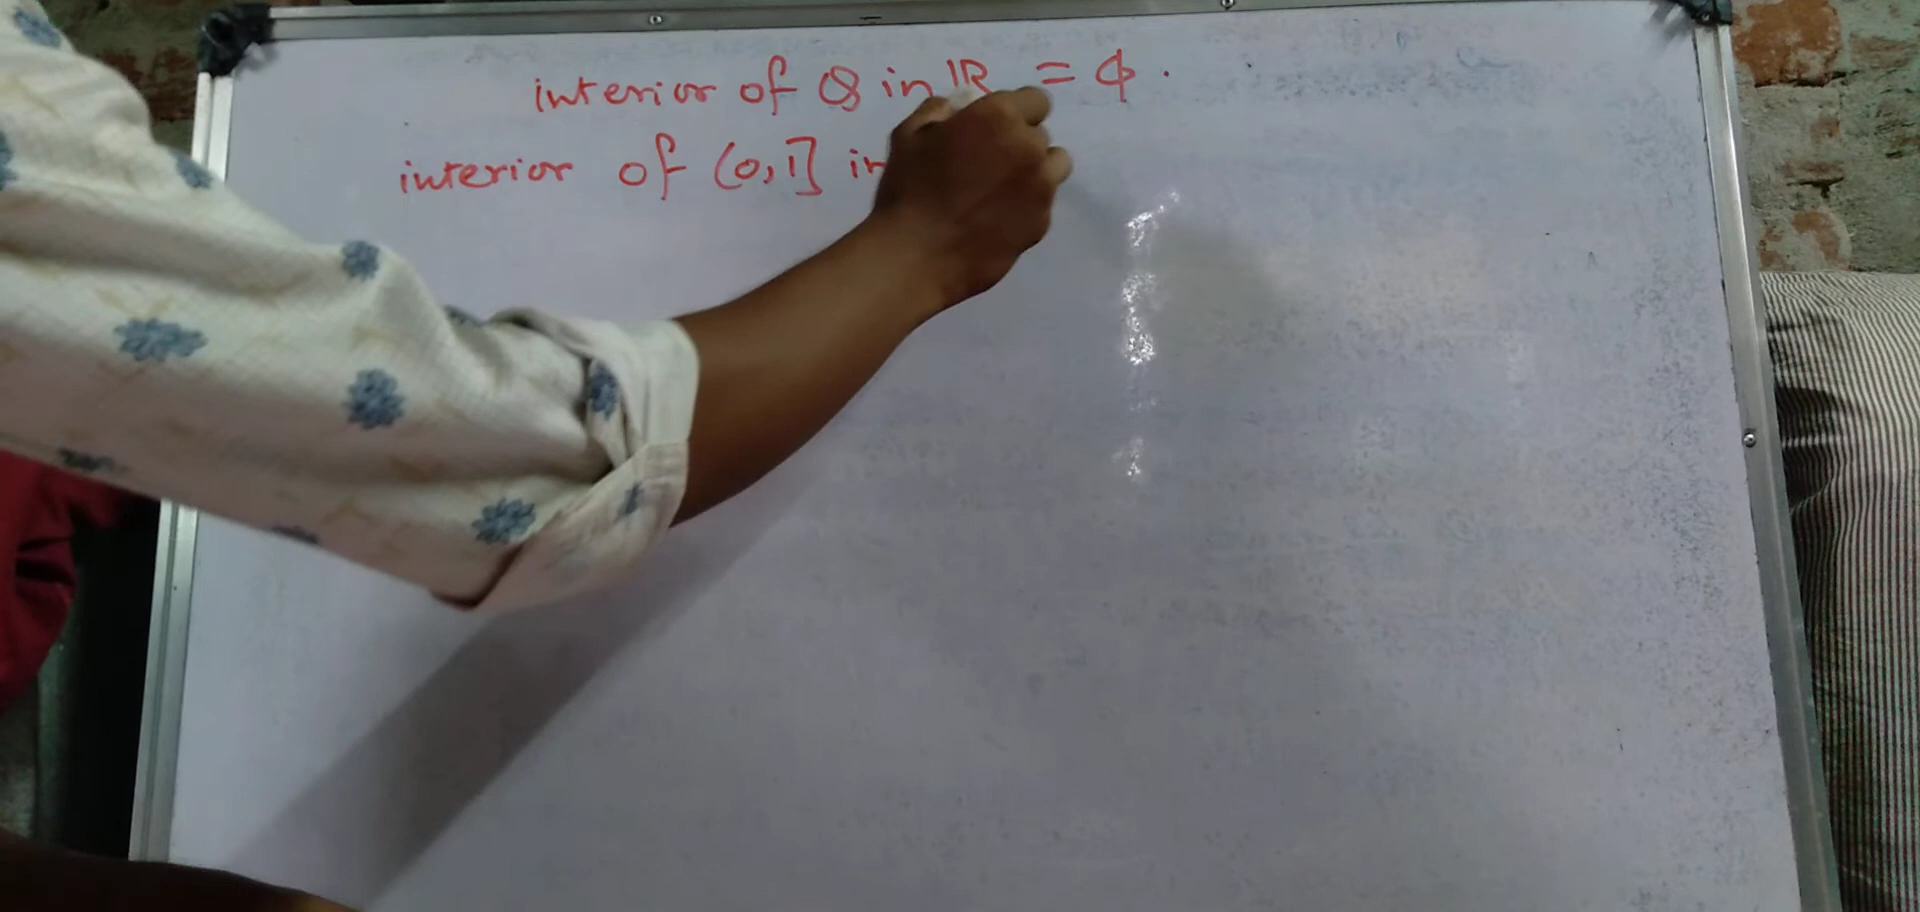 interior of Q in ℝ = ϕ.
interior of (0,1] in